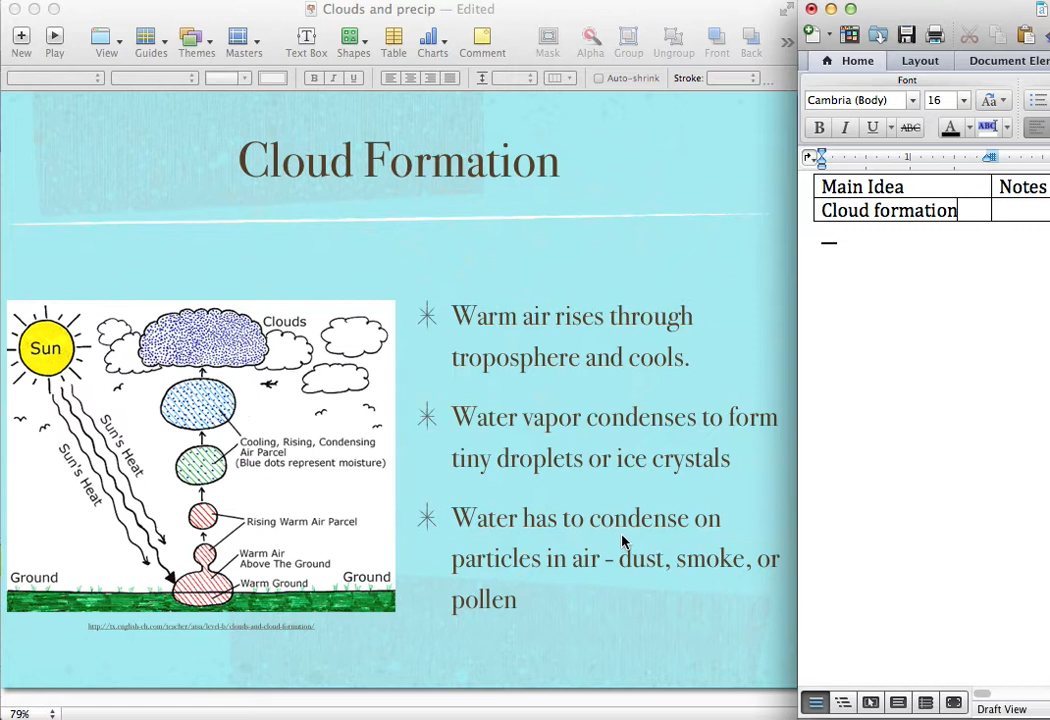 Clouds and precip — Edited
New Play View Guides Themes Masters Text Box Shapes Table Charts Comment Mask Alpha Group Ungroup Front Back
B I U Auto-shrink Stroke:
Cloud Formation
Warm air rises through
troposphere and cools.
Water vapor condenses to form
tiny droplets or ice crystals
Water has to condense on
particles in air - dust, smoke, or
pollen
Sun
Clouds
Sun's Heat
Sun's Heat
Cooling, Rising, Condensing
Air Parcel
(Blue dots represent moisture)
Rising Warm Air Parcel
Warm Air
Above The Ground
Ground
Warm Ground
Ground
79%
Home Layout Document Elem
Font
Cambria (Body) 16 Aa
B I U ABC A ABC
1
Main Idea Notes
Cloud formation
Draft View